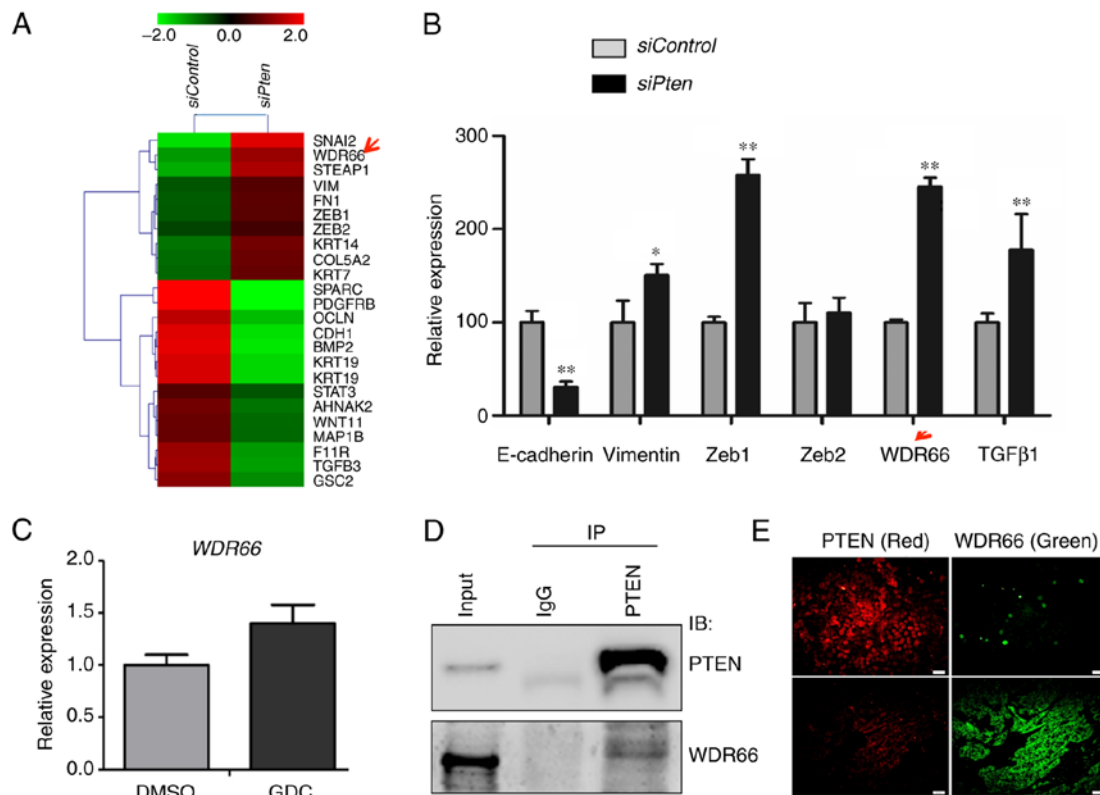 A
−2.0 0.0 2.0
siControl
siPten
SNAI2
WDR66
STEAP1
VIM
FN1
ZEB1
ZEB2
KRT14
COL5A2
KRT7
SPARC
PDGFRB
OCLN
CDH1
BMP2
KRT19
KRT19
STAT3
AHNAK2
WNT11
MAP1B
F11R
TGFB3
GSC2
B
siControl
siPten
Relative expression
300
200
100
0
**
*
**
**
**
E-cadherin Vimentin Zeb1 Zeb2 WDR66 TGFβ1
C
WDR66
Relative expression
2.0
1.5
1.0
0.5
0.0
DMSO GDC
D
IP
Input
IgG
PTEN
IB:
PTEN
WDR66
E
PTEN (Red) WDR66 (Green)